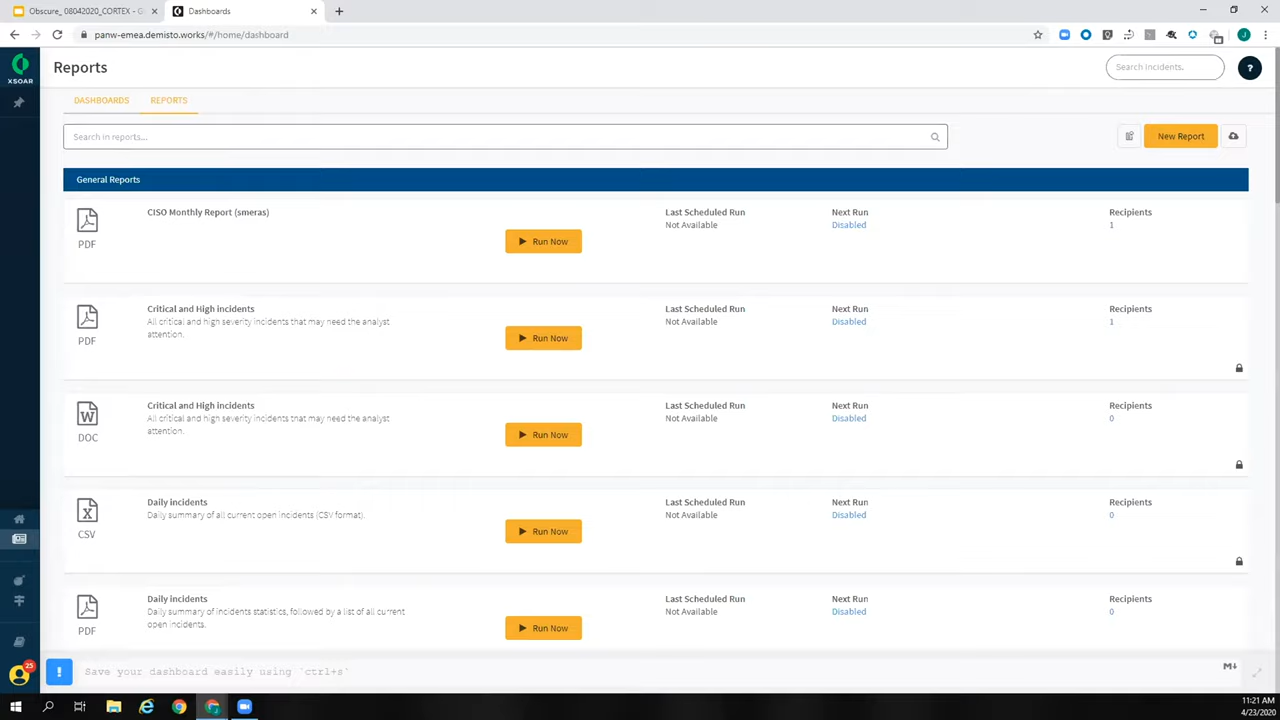 Obscure_ 08042020_CORTEX - G
Dashboards
panw-emea.demisto.works/#/home/dashboard
J
XSOAR
Reports
Search Incidents.
?
DASHBOARDS
REPORTS
Search in reports...
New Report
General Reports
PDF
CISO Monthly Report (smeras)
Run Now
Last Scheduled Run
Not Available
Next Run
Disabled
Recipients
1
PDF
Critical and High incidents
All critical and high severity incidents that may need the analyst
attention.
Run Now
Last Scheduled Run
Not Available
Next Run
Disabled
Recipients
1
DOC
Critical and High incidents
All critical and high severity incidents that may need the analyst
attention.
Run Now
Last Scheduled Run
Not Available
Next Run
Disabled
Recipients
0
CSV
Daily incidents
Daily summary of all current open incidents (CSV format).
Run Now
Last Scheduled Run
Not Available
Next Run
Disabled
Recipients
0
PDF
Daily incidents
Daily summary of incidents statistics, followed by a list of all current
open incidents.
Run Now
Last Scheduled Run
Not Available
Next Run
Disabled
Recipients
0
25
!
Save your dashboard easily using `ctrl+s`
M+
11:21 AM
4/23/2020